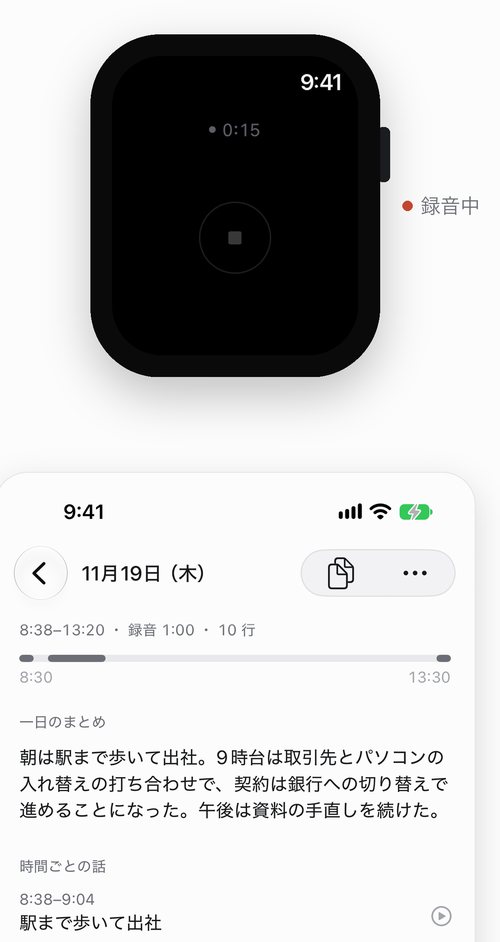 9:41
0:15
録音中
9:41
11月19日（木）
8:38–13:20 ・ 録音 1:00 ・ 10 行
8:30
13:30
一日のまとめ
朝は駅まで歩いて出社。9時台は取引先とパソコンの
入れ替えの打ち合わせで、契約は銀行への切り替えで
進めることになった。午後は資料の手直しを続けた。
時間ごとの話
8:38–9:04
駅まで歩いて出社